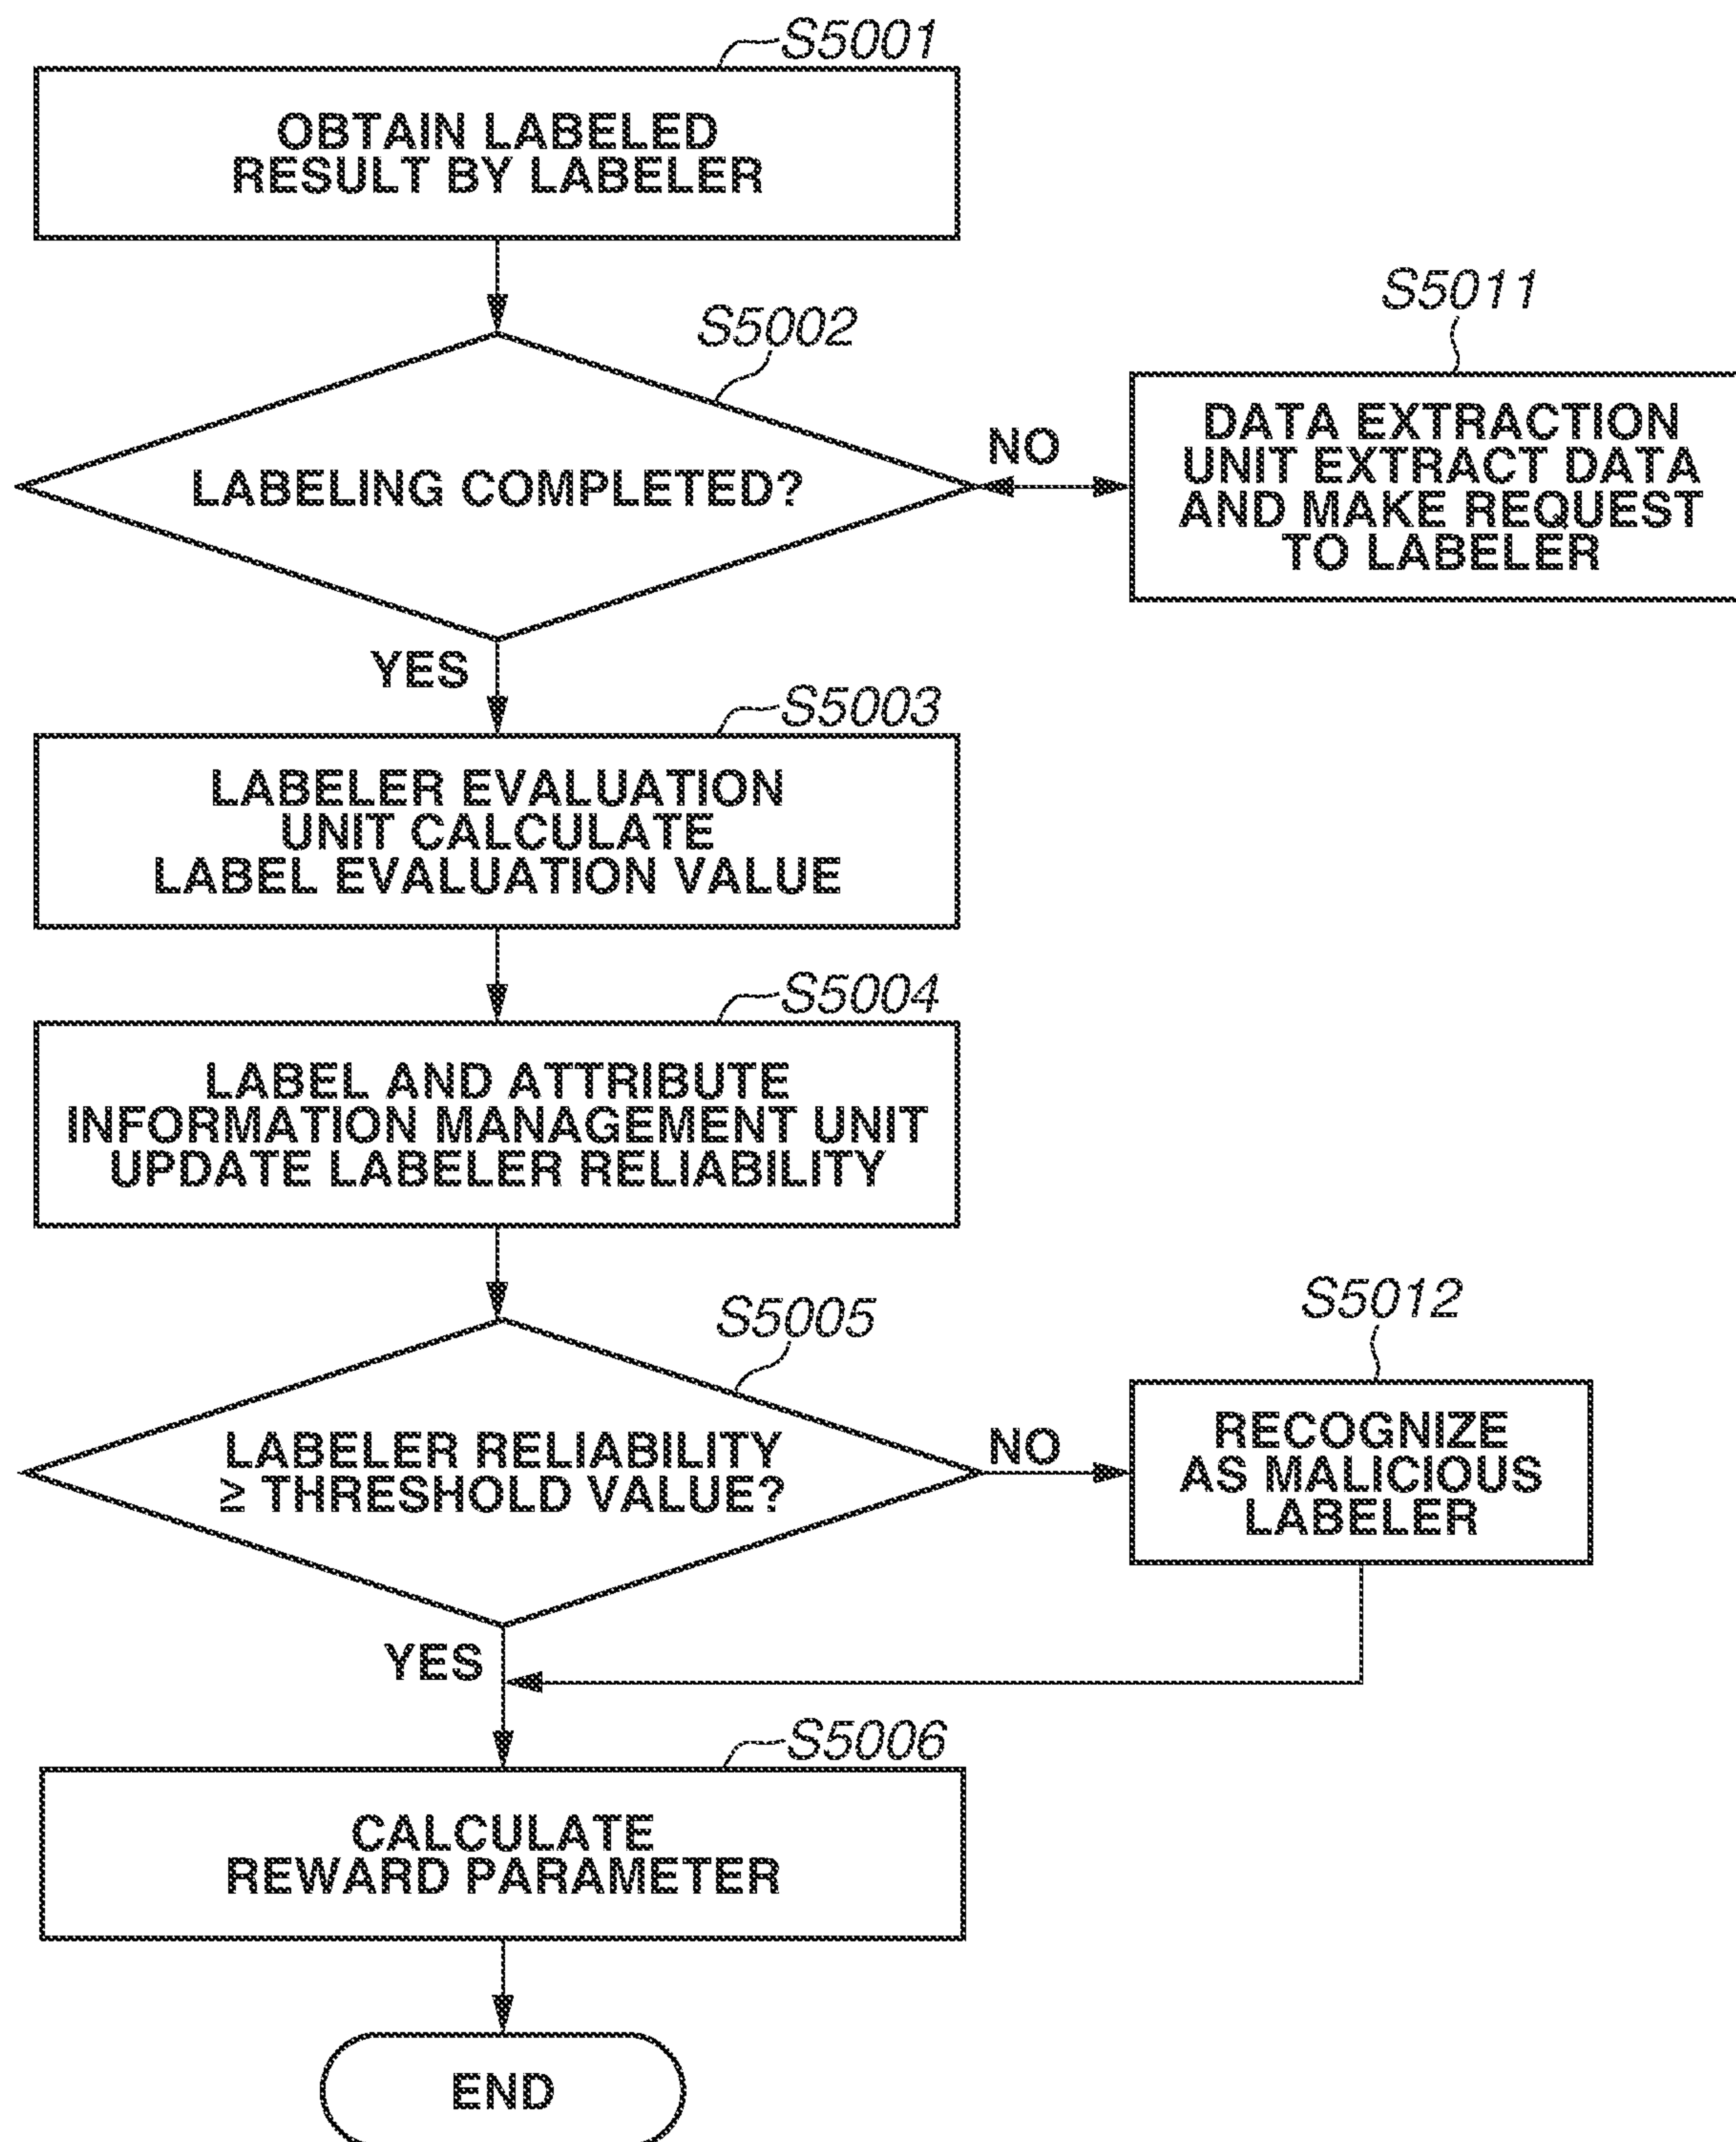 S5001
OBTAIN LABELED
RESULT BY LABELER
S5002
LABELING COMPLETED?
NO
YES
S5011
DATA EXTRACTION
UNIT EXTRACT DATA
AND MAKE REQUEST
TO LABELER
S5003
LABELER EVALUATION
UNIT CALCULATE
LABEL EVALUATION VALUE
S5004
LABEL AND ATTRIBUTE
INFORMATION MANAGEMENT UNIT
UPDATE LABELER RELIABILITY
S5005
LABELER RELIABILITY
≥ THRESHOLD VALUE?
NO
YES
S5012
RECOGNIZE
AS MALICIOUS
LABELER
S5006
CALCULATE
REWARD PARAMETER
END